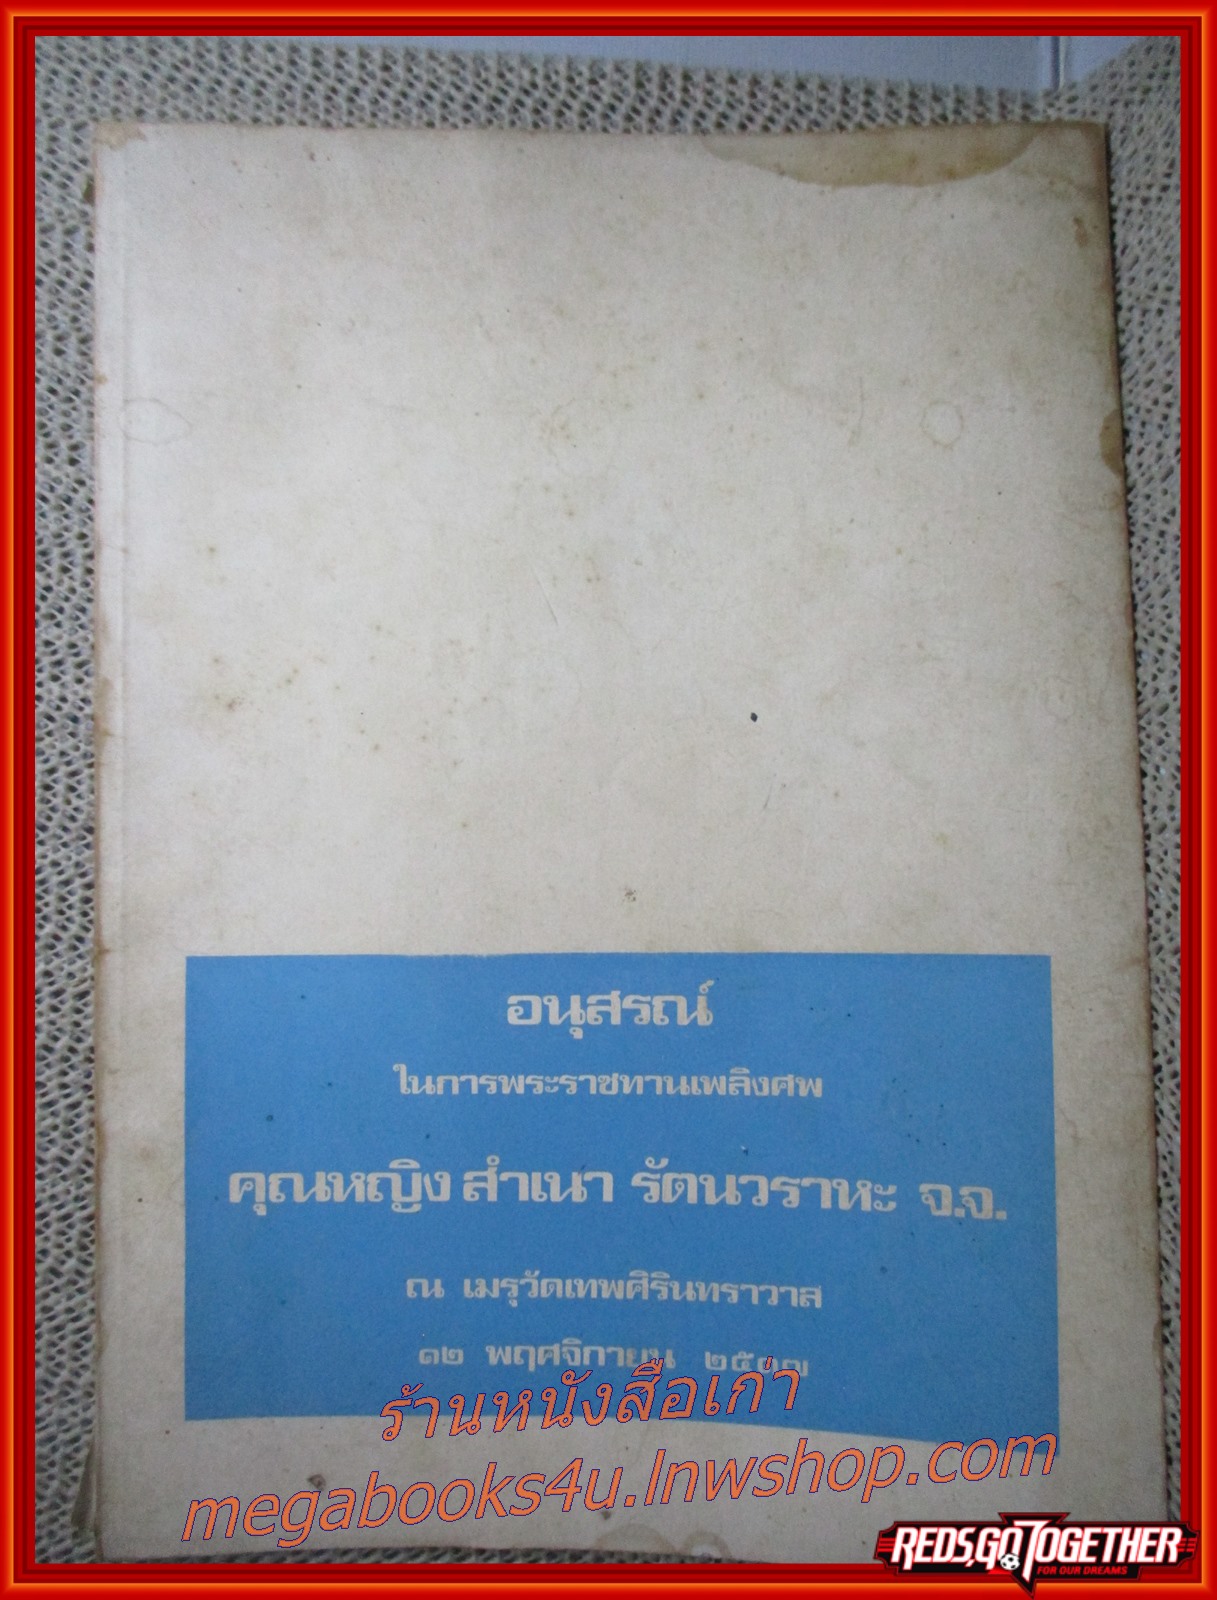 อนุสรณ์
ในการพระราชทานเพลิงศพ
คุณหญิง สำเนา รัตนวราหะ จ.จ.
ณ เมรุวัดเทพศิรินทราวาส
๑๒ พฤศจิกายน
ร้านหนังสือเก่า
megabooks4u.lnwshop.com
REDS,GO TOGETHER
FOR OUR DREAMS